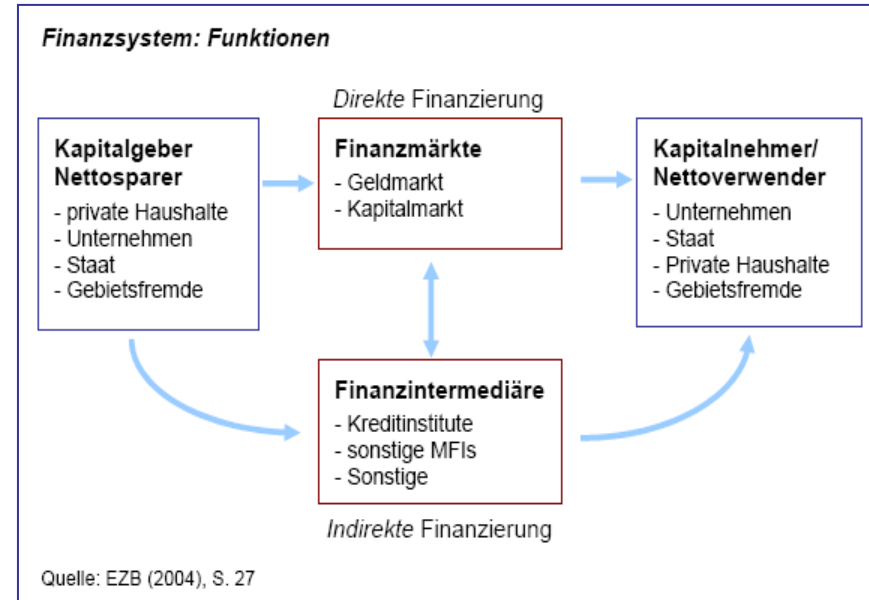 Finanzsystem: Funktionen
Direkte Finanzierung
Kapitalgeber
Nettosparer
- private Haushalte
- Unternehmen
- Staat
- Gebietsfremde
Finanzmärkte
- Geldmarkt
- Kapitalmarkt
Kapitalnehmer/
Nettoverwender
- Unternehmen
- Staat
- Private Haushalte
- Gebietsfremde
Finanzintermediäre
- Kreditinstitute
- sonstige MFIs
- Sonstige
Indirekte Finanzierung
Quelle: EZB (2004), S. 27